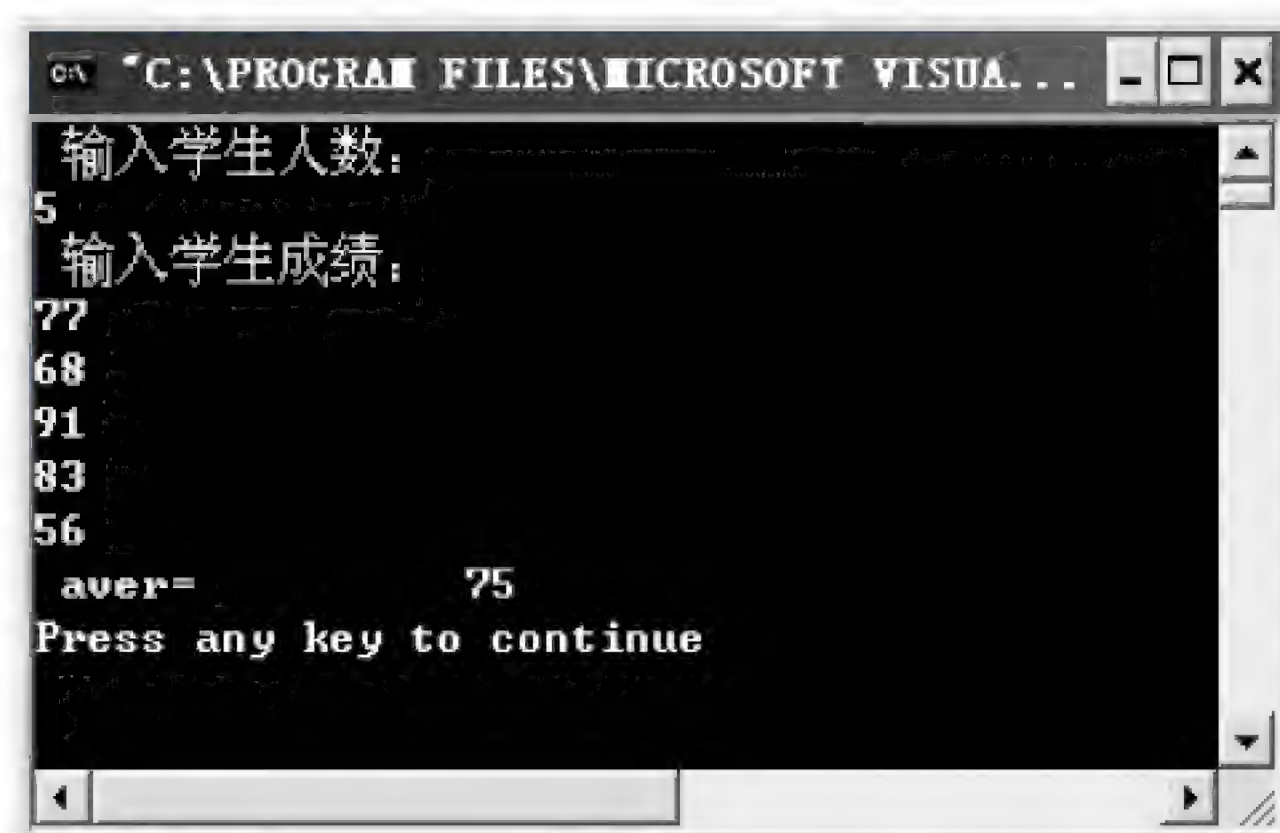 "C:\PROGRAM FILES\MICROSOFT VISUA...
输入学生人数：
5
输入学生成绩：
77
68
91
83
56
aver=          75
Press any key to continue